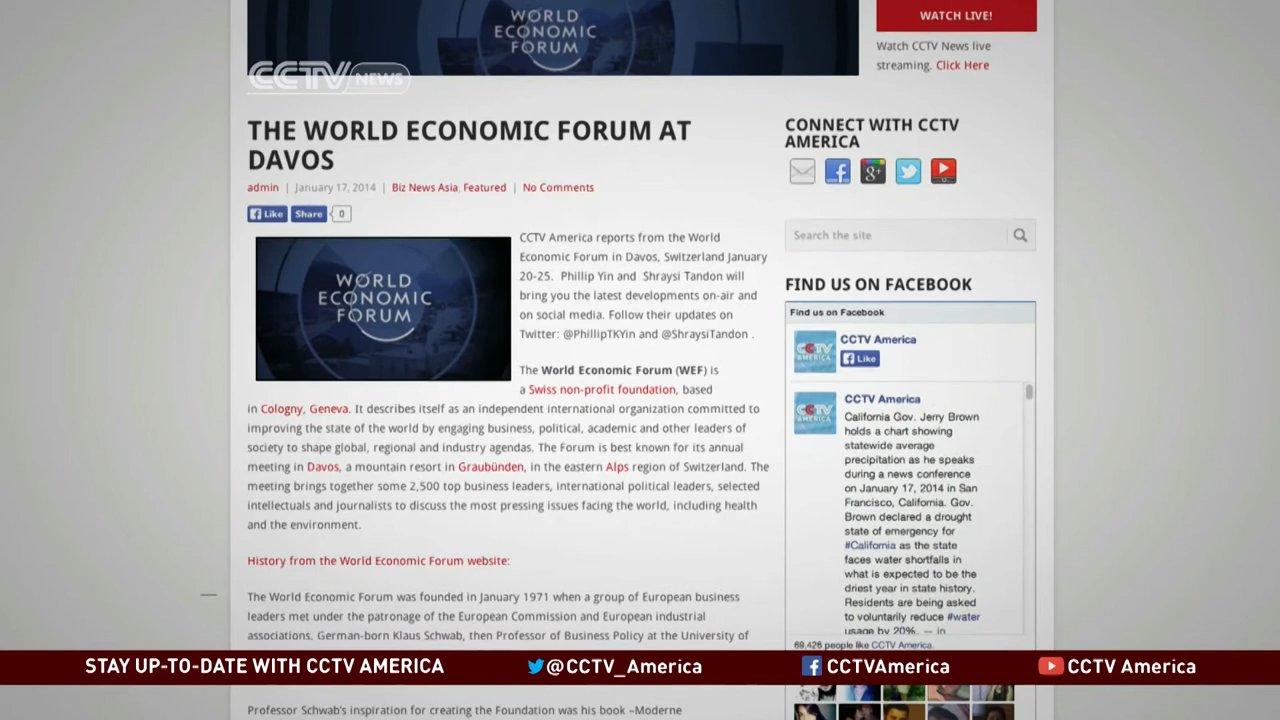 WORLD
ECONOMIC
FORUM
WATCH LIVE!
Watch CCTV News live
streaming. Click Here
CCTV NEWS
THE WORLD ECONOMIC FORUM AT
DAVOS
admin | January 17, 2014 | Biz News Asia, Featured | No Comments
Like Share 0
WORLD
ECONOMIC
FORUM
CCTV America reports from the World
Economic Forum in Davos, Switzerland January
20-25. Phillip Yin and Shraysi Tandon will
bring you the latest developments on-air and
on social media. Follow their updates on
Twitter: @PhillipTKYin and @ShraysiTandon .
The World Economic Forum (WEF) is
a Swiss non-profit foundation, based
in Cologny, Geneva. It describes itself as an independent international organization committed to
improving the state of the world by engaging business, political, academic and other leaders of
society to shape global, regional and industry agendas. The Forum is best known for its annual
meeting in Davos, a mountain resort in Graubünden, in the eastern Alps region of Switzerland. The
meeting brings together some 2,500 top business leaders, international political leaders, selected
intellectuals and journalists to discuss the most pressing issues facing the world, including health
and the environment.
History from the World Economic Forum website:
The World Economic Forum was founded in January 1971 when a group of European business
leaders met under the patronage of the European Commission and European industrial
associations. German-born Klaus Schwab, then Professor of Business Policy at the University of
Professor Schwab's inspiration for creating the Foundation was his book –Moderne
CONNECT WITH CCTV
AMERICA
Search the site
FIND US ON FACEBOOK
Find us on Facebook
CCTV AMERICA
CCTV America
Like
CCTV AMERICA
CCTV America
California Gov. Jerry Brown
holds a chart showing
statewide average
precipitation as he speaks
during a news conference
on January 17, 2014 in San
Francisco, California. Gov.
Brown declared a drought
state of emergency for
#California as the state
faces water shortfalls in
what is expected to be the
driest year in state history.
Residents are being asked
to voluntarily reduce #water
usage by 20%. — in
69,426 people like CCTV America.
STAY UP-TO-DATE WITH CCTV AMERICA @CCTV_America CCTVAmerica CCTV America